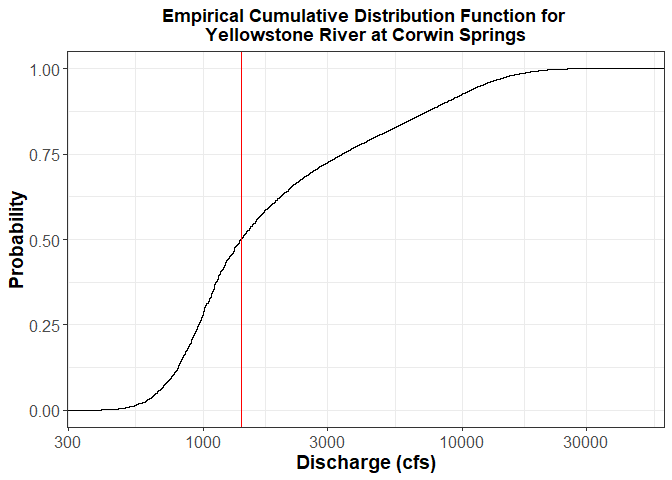 Empirical Cumulative Distribution Function for
Yellowstone River at Corwin Springs
1.00
0.75
0.50
0.25
0.00
Probability
300 1000 3000 10000 30000
Discharge (cfs)